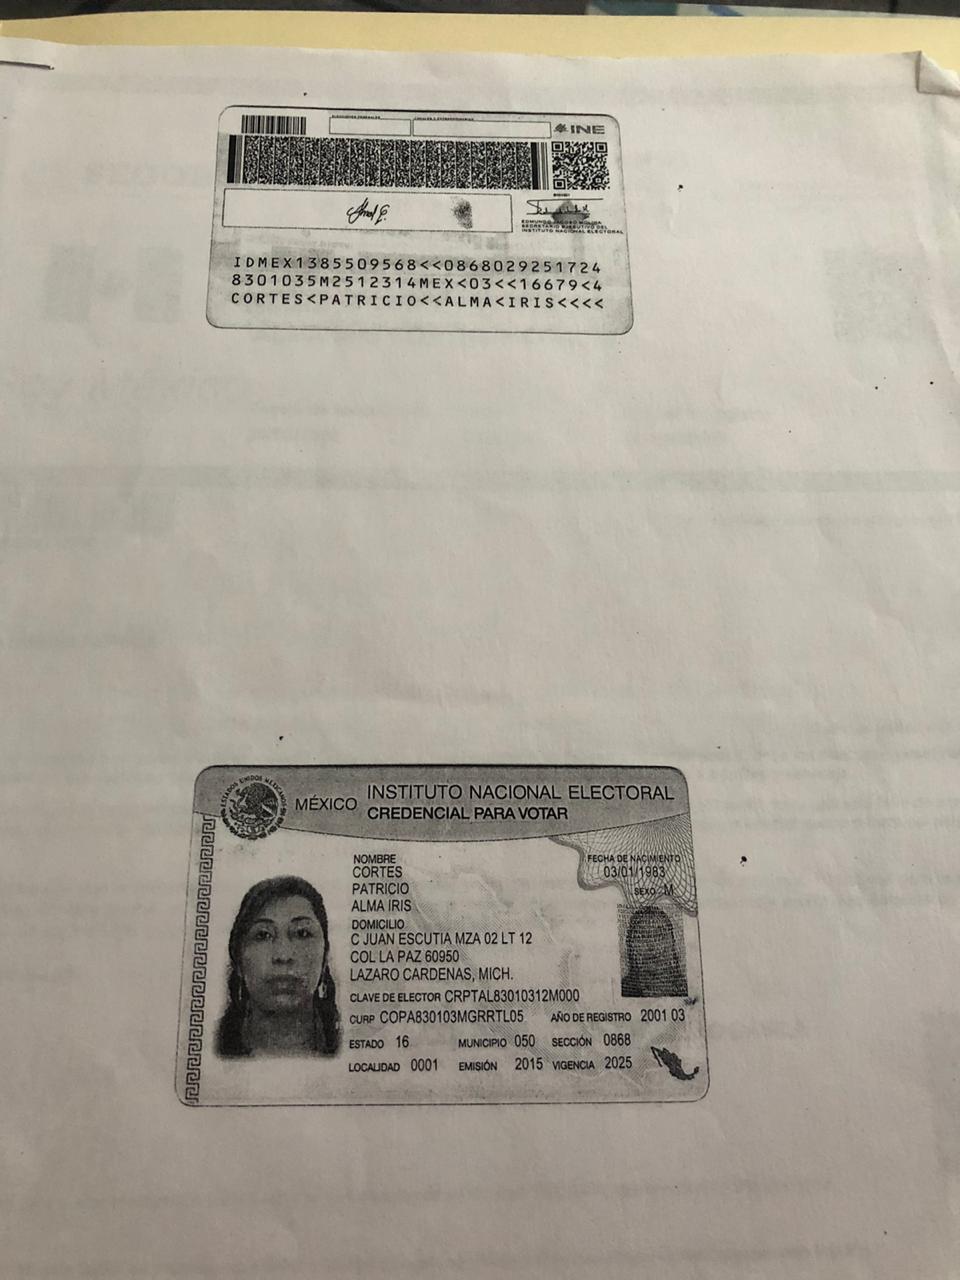 INE
EDMUNDO JACOBO MOLINA
SECRETARIO EJECUTIVO DEL
INSTITUTO NACIONAL ELECTORAL
IDMEX1385509568<<0868029251724
8301035M2512314MEX<03<<16679<4
CORTES<PATRICIO<<ALMA<IRIS<<<<
ESTADOS UNIDOS MEXICANOS
MÉXICO INSTITUTO NACIONAL ELECTORAL
CREDENCIAL PARA VOTAR
NOMBRE
CORTES
PATRICIO
ALMA IRIS
FECHA DE NACIMIENTO
03/01/1983
SEXO M
DOMICILIO
C JUAN ESCUTIA MZA 02 LT 12
COL LA PAZ 60950
LAZARO CARDENAS, MICH.
CLAVE DE ELECTOR CRPTAL83010312M000
CURP COPA830103MGRRTL05 AÑO DE REGISTRO 2001 03
ESTADO 16 MUNICIPIO 050 SECCIÓN 0868
LOCALIDAD 0001 EMISIÓN 2015 VIGENCIA 2025